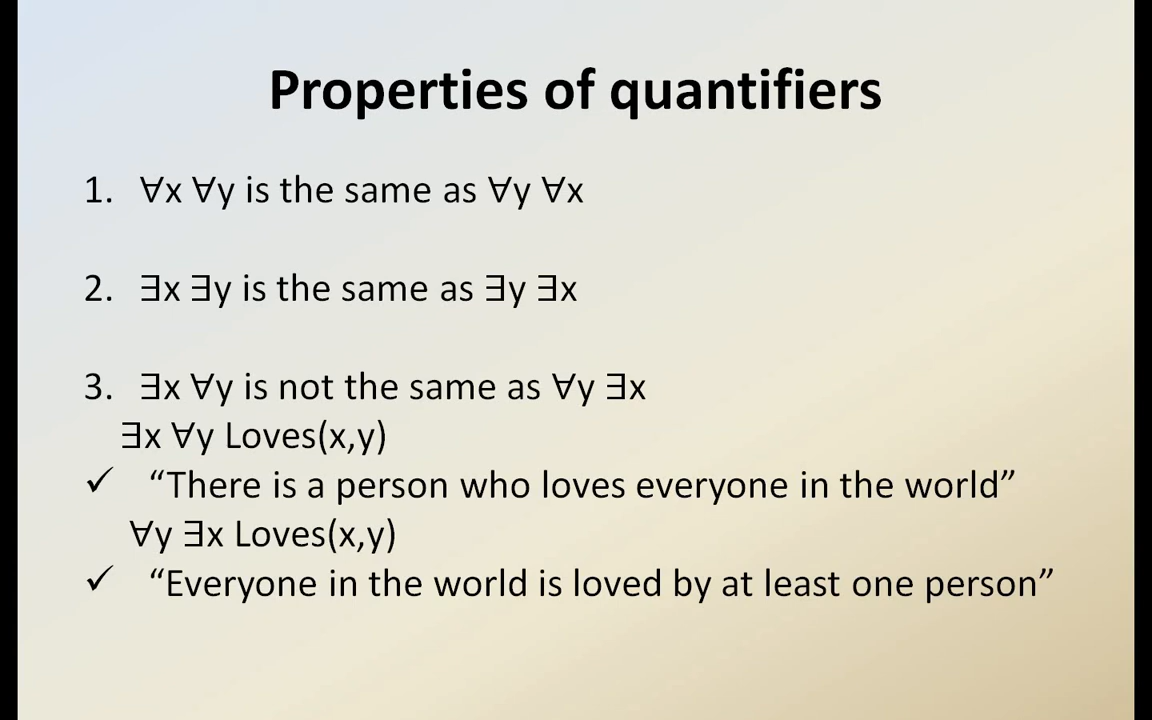 Properties of quantifiers
1. ∀x ∀y is the same as ∀y ∀x
2. ∃x ∃y is the same as ∃y ∃x
3. ∃x ∀y is not the same as ∀y ∃x
∃x ∀y Loves(x,y)
✓ “There is a person who loves everyone in the world”
∀y ∃x Loves(x,y)
✓ “Everyone in the world is loved by at least one person”